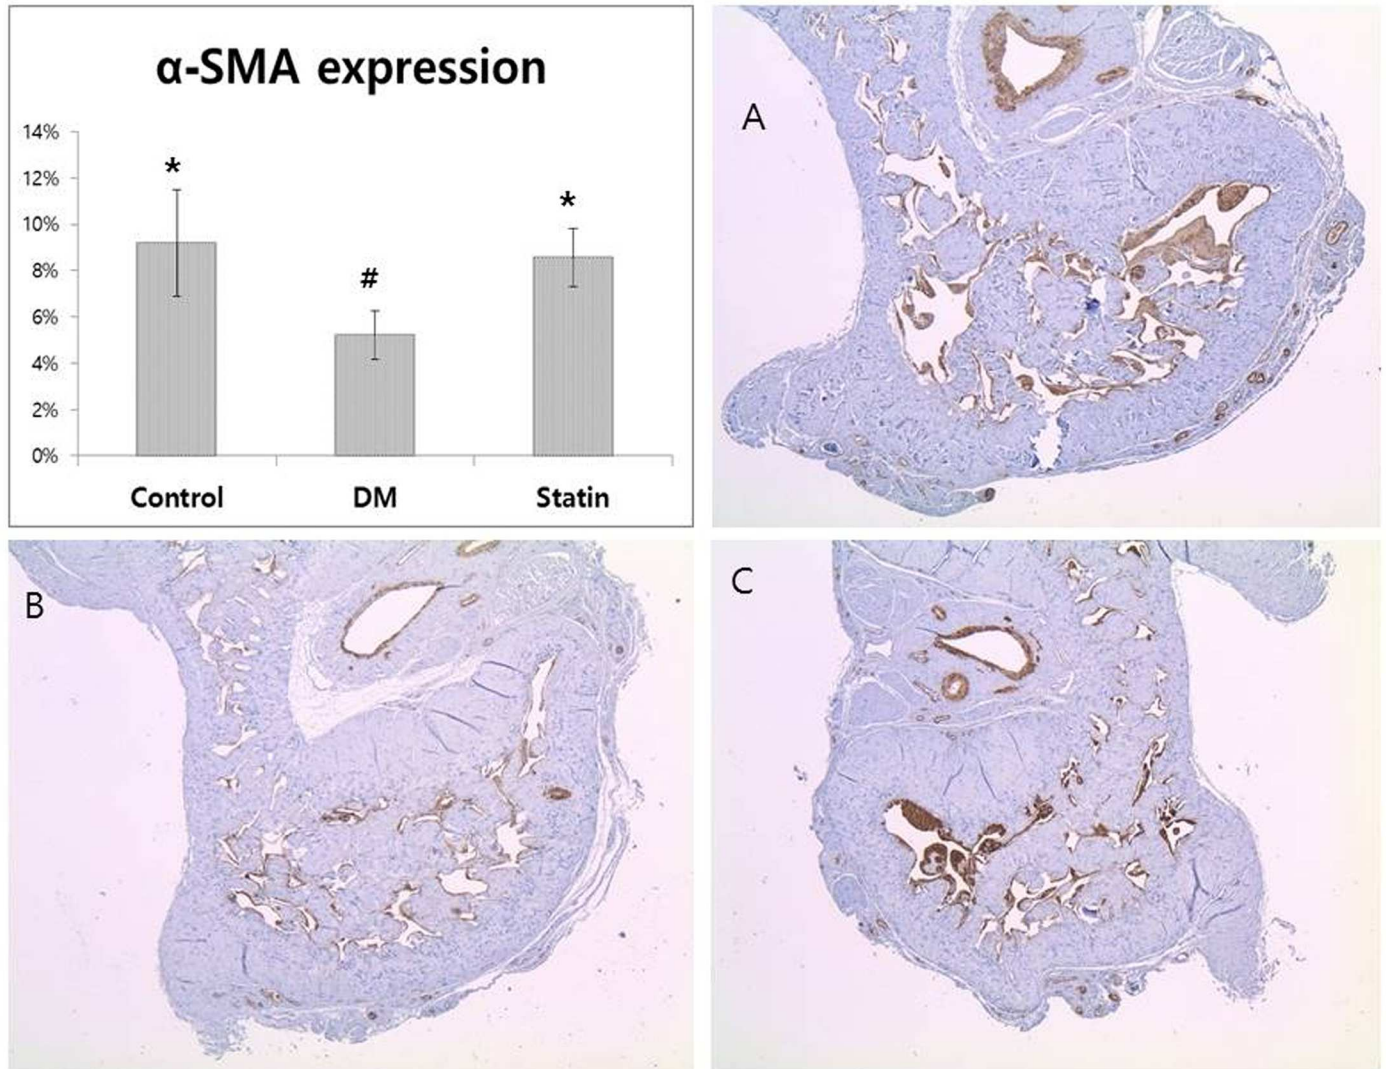 α-SMA expression
14%
12%
10%
8%
6%
4%
2%
0%
*
#
*
Control DM Statin
A
B
C